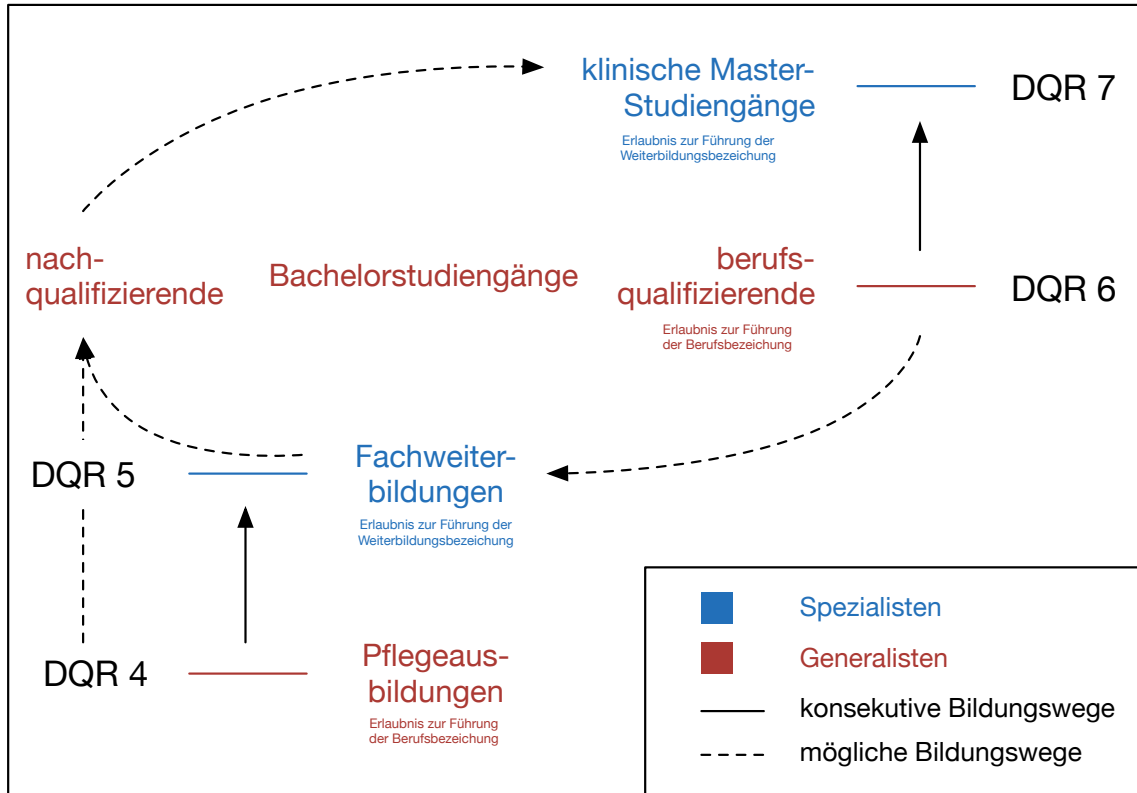 klinische Master-
Studiengänge
DQR 7
Erlaubnis zur Führung der
Weiterbildungsbezeichung
nach-
qualifizierende
Bachelorstudiengänge
berufs-
qualifizierende
DQR 6
Erlaubnis zur Führung
der Berufsbezeichung
DQR 5
Fachweiter-
bildungen
Erlaubnis zur Führung der
Weiterbildungsbezeichung
DQR 4
Pflegeaus-
bildungen
Erlaubnis zur Führung
der Berufsbezeichung
Spezialisten
Generalisten
konsekutive Bildungswege
mögliche Bildungswege